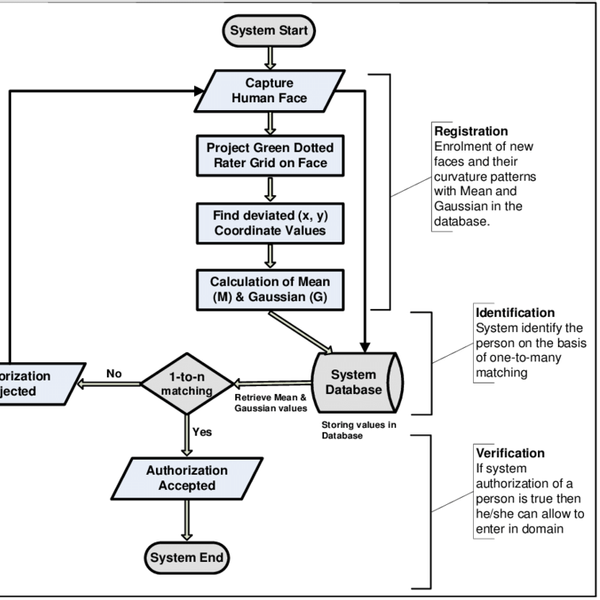 System Start
Capture
Human Face
Project Green Dotted
Rater Grid on Face
Find deviated (x, y)
Coordinate Values
Calculation of Mean
(M) & Gaussian (G)
Registration
Enrolment of new
faces and their
curvature patterns
with Mean and
Gaussian in the
database.
Identification
System identify the
person on the basis
of one-to-many
matching
System
Database
Storing values in
Database
Retrieve Mean &
Gaussian values
1-to-n
matching
No
orization
jected
Yes
Authorization
Accepted
System End
Verification
If system
authorization of a
person is true then
he/she can allow to
enter in domain